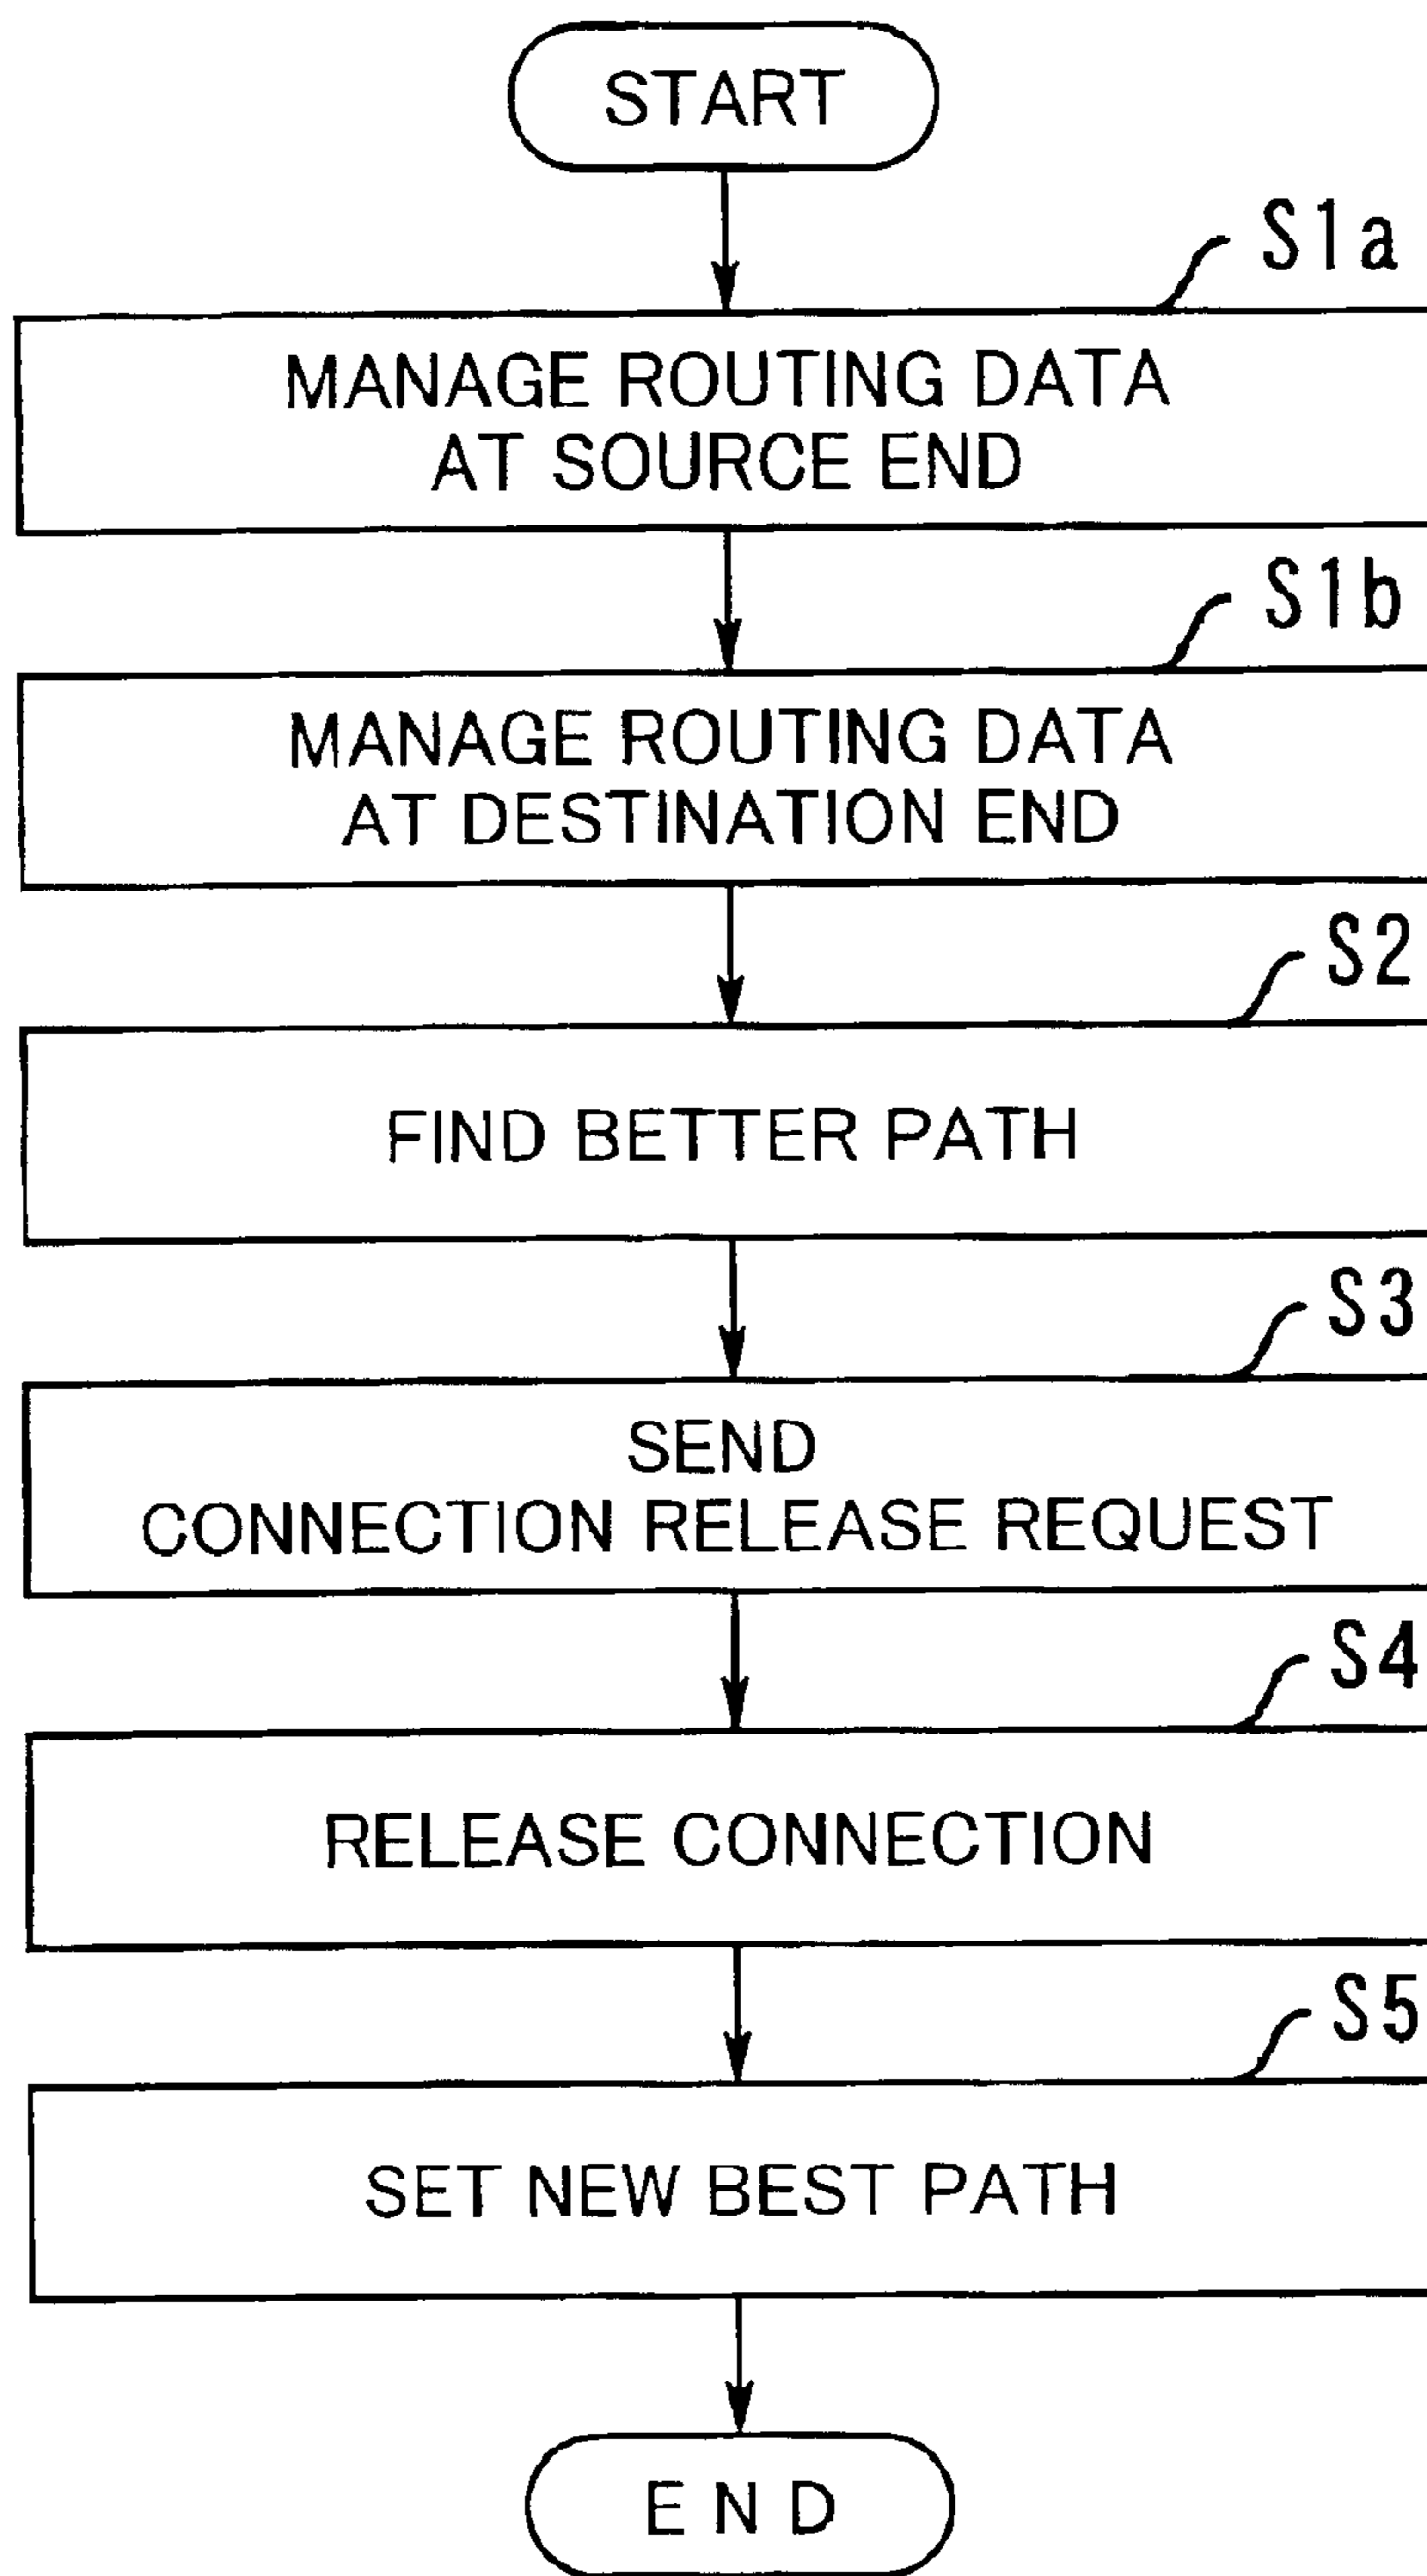 START
S1a
MANAGE ROUTING DATA
AT SOURCE END
S1b
MANAGE ROUTING DATA
AT DESTINATION END
S2
FIND BETTER PATH
S3
SEND
CONNECTION RELEASE REQUEST
S4
RELEASE CONNECTION
S5
SET NEW BEST PATH
END